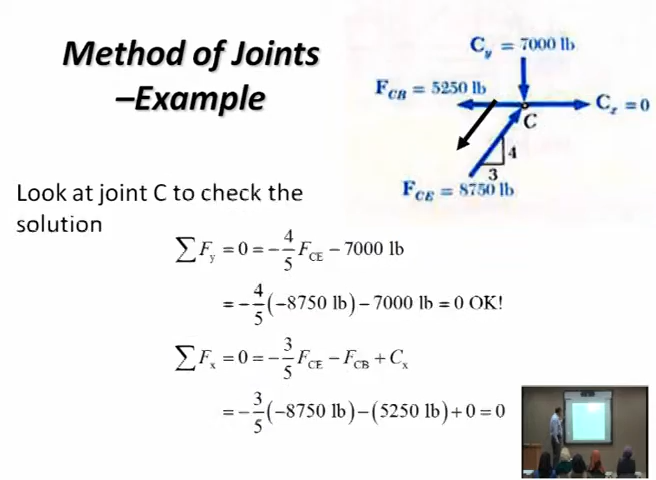 Method of Joints
–Example
C_y = 7000 lb
F_CB = 5250 lb
C_x = 0
C
4
3
F_CE = 8750 lb
Look at joint C to check the
solution
∑ F_y = 0 = −4/5 F_CE − 7000 lb
= −4/5 (−8750 lb) − 7000 lb = 0 OK!
∑ F_x = 0 = −3/5 F_CE − F_CB + C_x
= −3/5 (−8750 lb) − (5250 lb) + 0 = 0